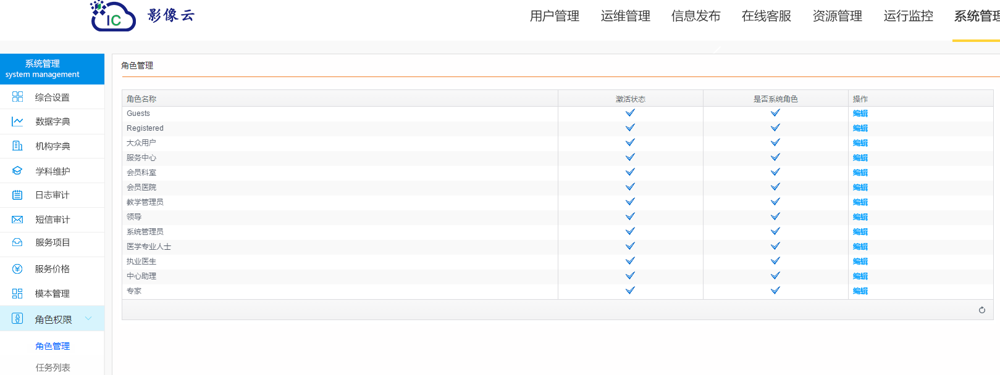 IC 影像云
用户管理 运维管理 信息发布 在线客服 资源管理 运行监控 系统管理
系统管理
system management
综合设置
数据字典
机构字典
学科维护
日志审计
短信审计
服务项目
服务价格
模本管理
角色权限
角色管理
任务列表
角色管理
角色名称 激活状态 是否系统角色 操作
Guests 编辑
Registered 编辑
大众用户 编辑
服务中心 编辑
会员科室 编辑
会员医院 编辑
教学管理员 编辑
领导 编辑
系统管理员 编辑
医学专业人士 编辑
执业医生 编辑
中心助理 编辑
专家 编辑